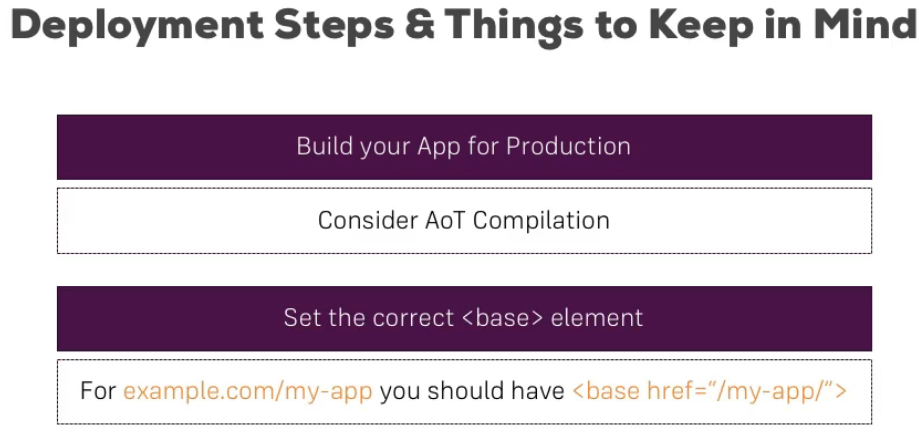 Deployment Steps & Things to Keep in Mind
Build your App for Production
Consider AoT Compilation
Set the correct <base> element
For example.com/my-app you should have <base href=“/my-app/“>